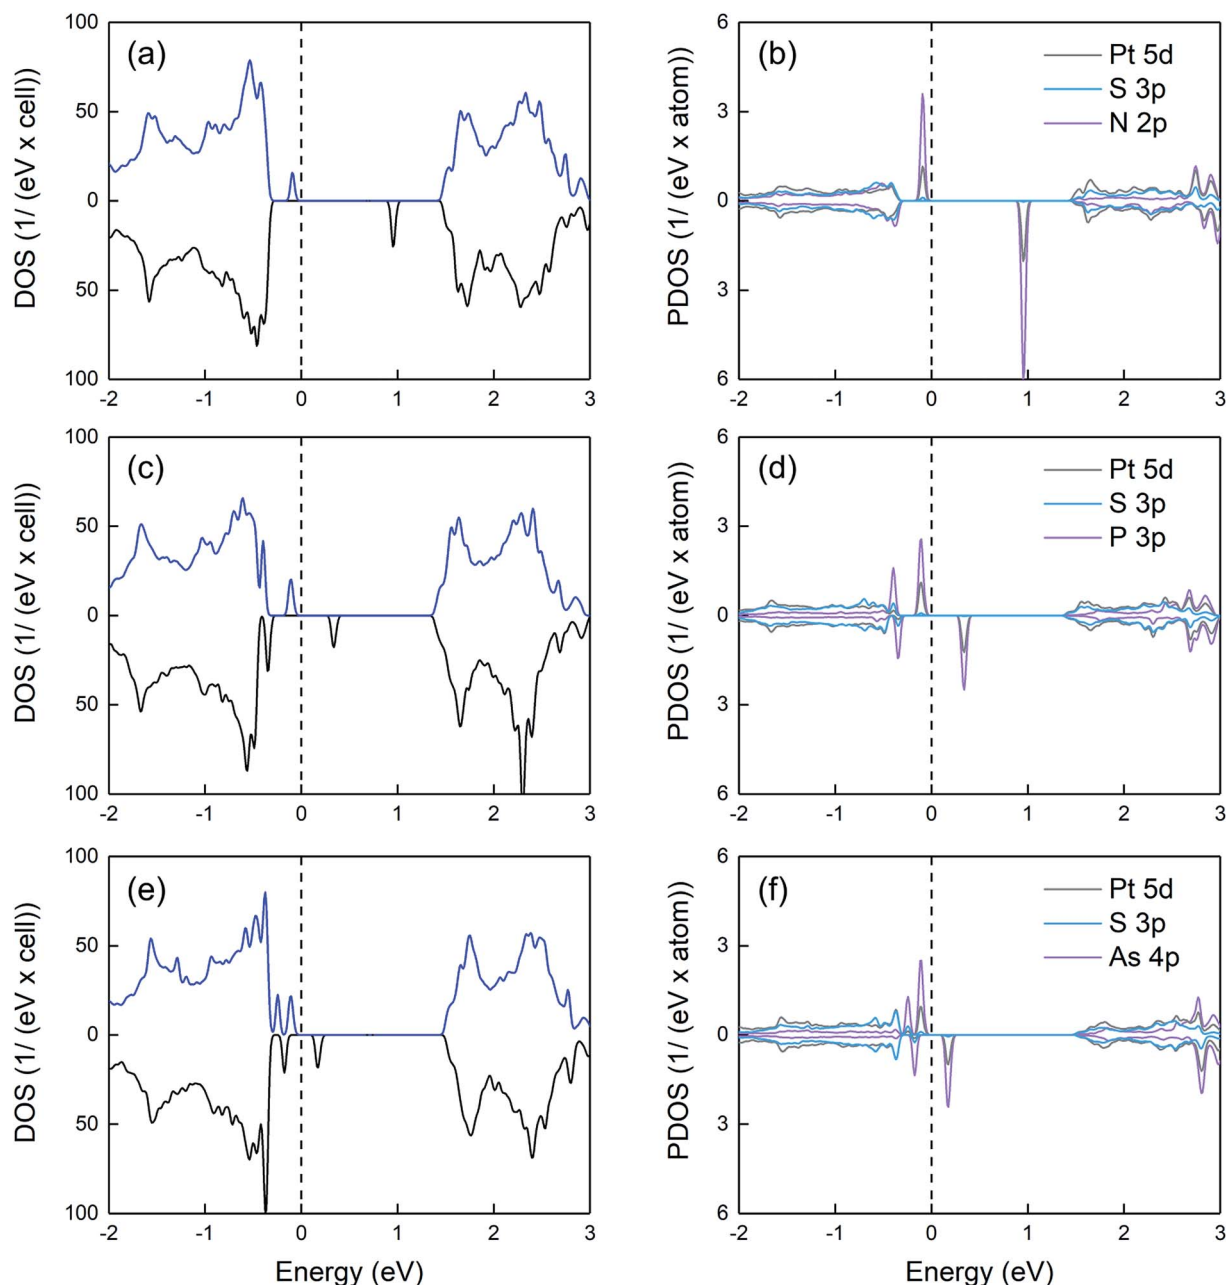 100
50
0
50
100
DOS (1/ (eV x cell))
(a)
-2
-1
0
1
2
3
6
3
0
3
6
PDOS (1/ (eV x atom))
(b)
Pt 5d
S 3p
N 2p
-2
-1
0
1
2
3
100
50
0
50
100
DOS (1/ (eV x cell))
(c)
-2
-1
0
1
2
3
6
3
0
3
6
PDOS (1/ (eV x atom))
(d)
Pt 5d
S 3p
P 3p
-2
-1
0
1
2
3
100
50
0
50
100
DOS (1/ (eV x cell))
(e)
-2
-1
0
1
2
3
Energy (eV)
6
3
0
3
6
PDOS (1/ (eV x atom))
(f)
Pt 5d
S 3p
As 4p
-2
-1
0
1
2
3
Energy (eV)